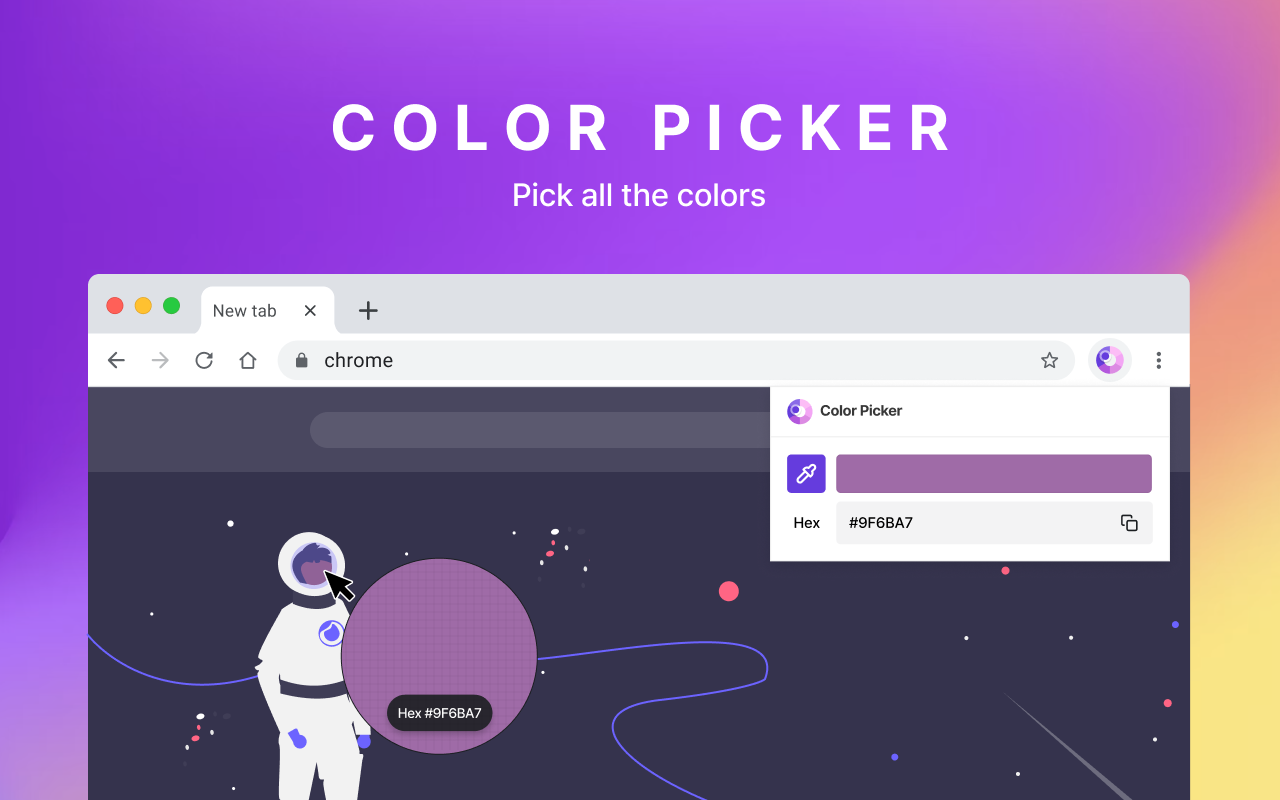 COLOR PICKER
Pick all the colors
New tab
chrome
Color Picker
Hex #9F6BA7
Hex #9F6BA7